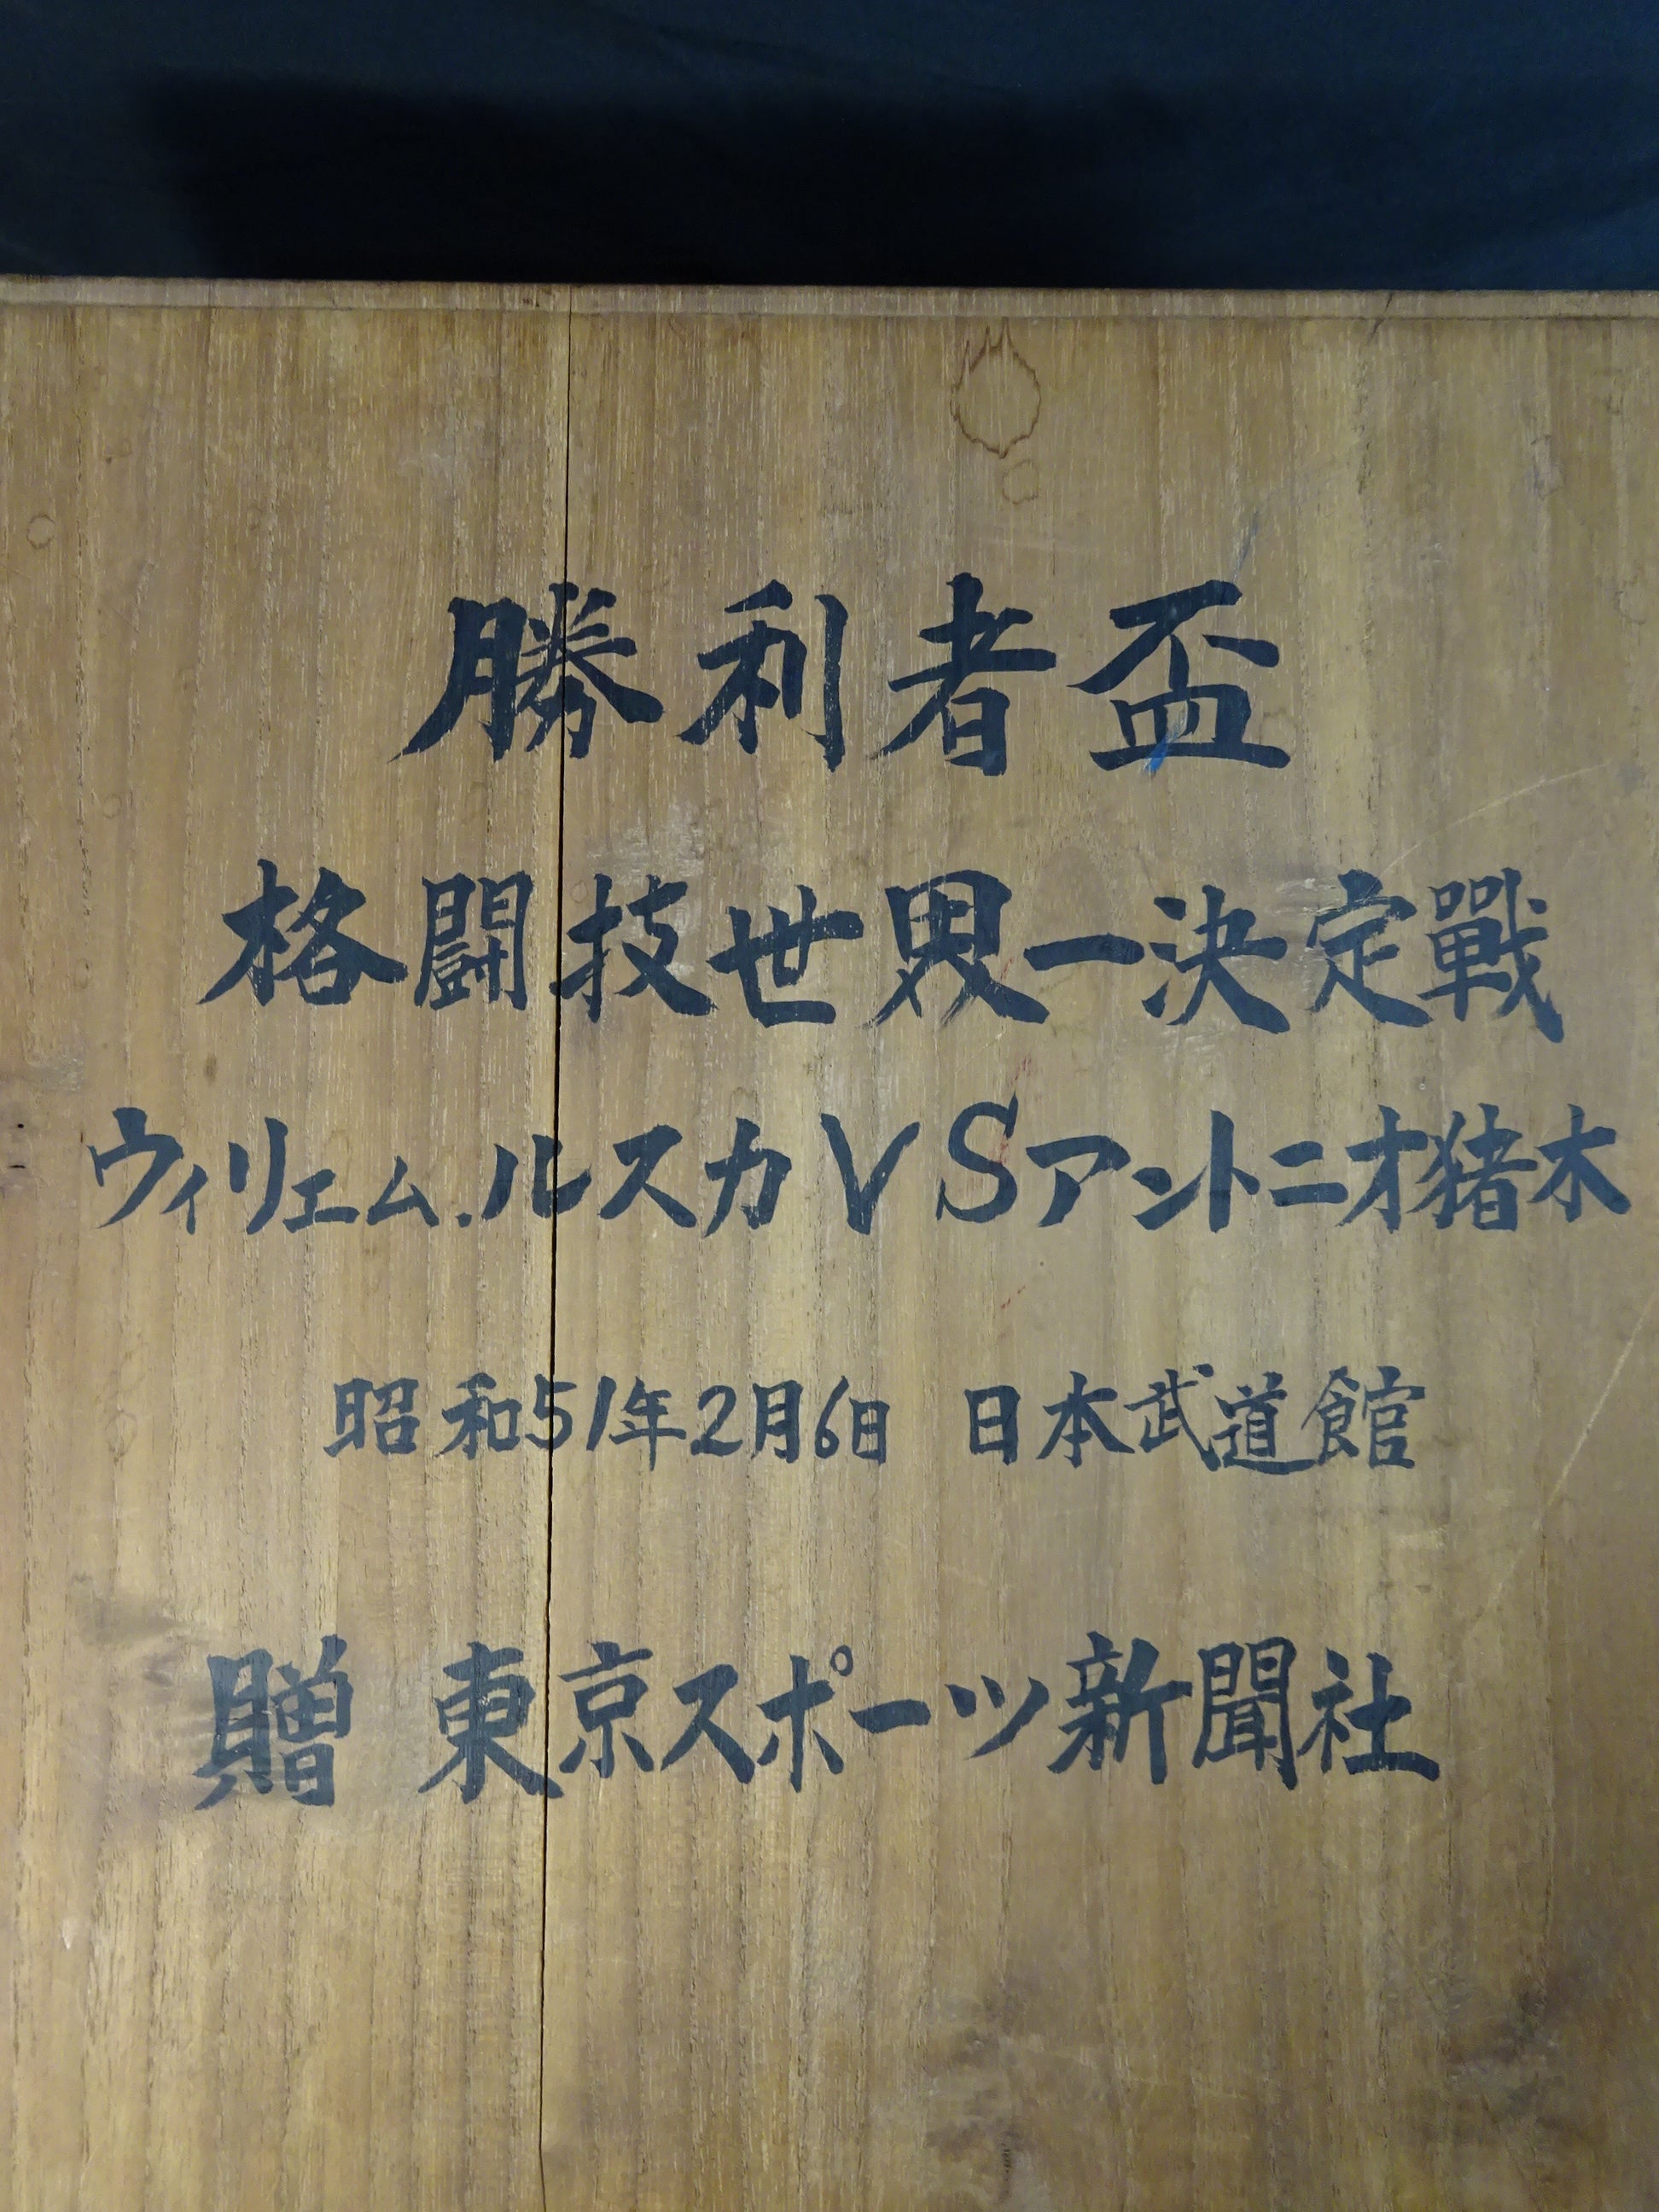 勝利者盃
格闘技世界一決定戰
ウィリェム.ルスカVSアントニオ猪木
昭和51年2月6日 日本武道館
贈 東京スポーツ新聞社